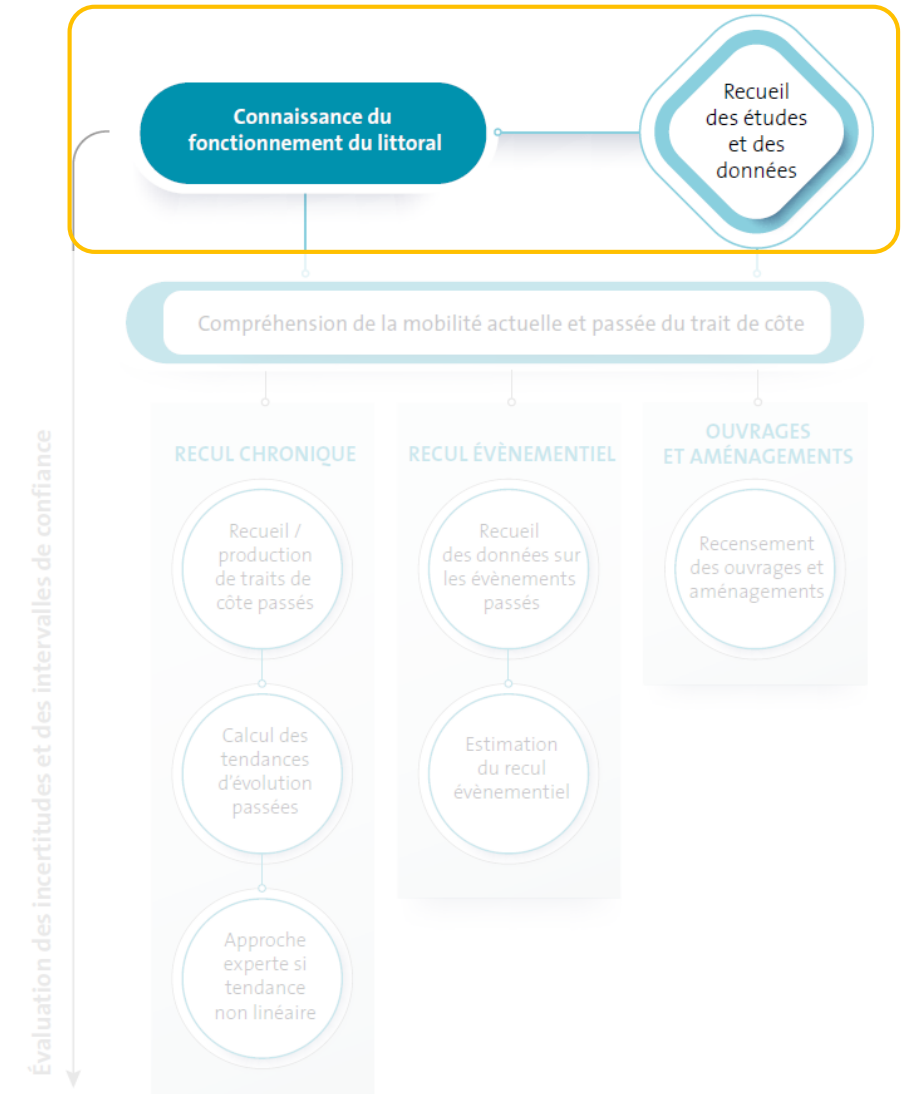 Connaissance du
fonctionnement du littoral
Recueil
des études
et des
données
Compréhension de la mobilité actuelle et passée du trait de côte
RECUL CHRONIQUE
Recueil /
production
de traits de
côte passés
Calcul des
tendances
d'évolution
passées
Approche
experte si
tendance
non linéaire
RECUL ÉVÈNEMENTIEL
Recueil
des données sur
les évènements
passés
Estimation
du recul
évènementiel
OUVRAGES
ET AMÉNAGEMENTS
Recensement
des ouvrages et
aménagements
Évaluation des incertitudes et des intervalles de confiance